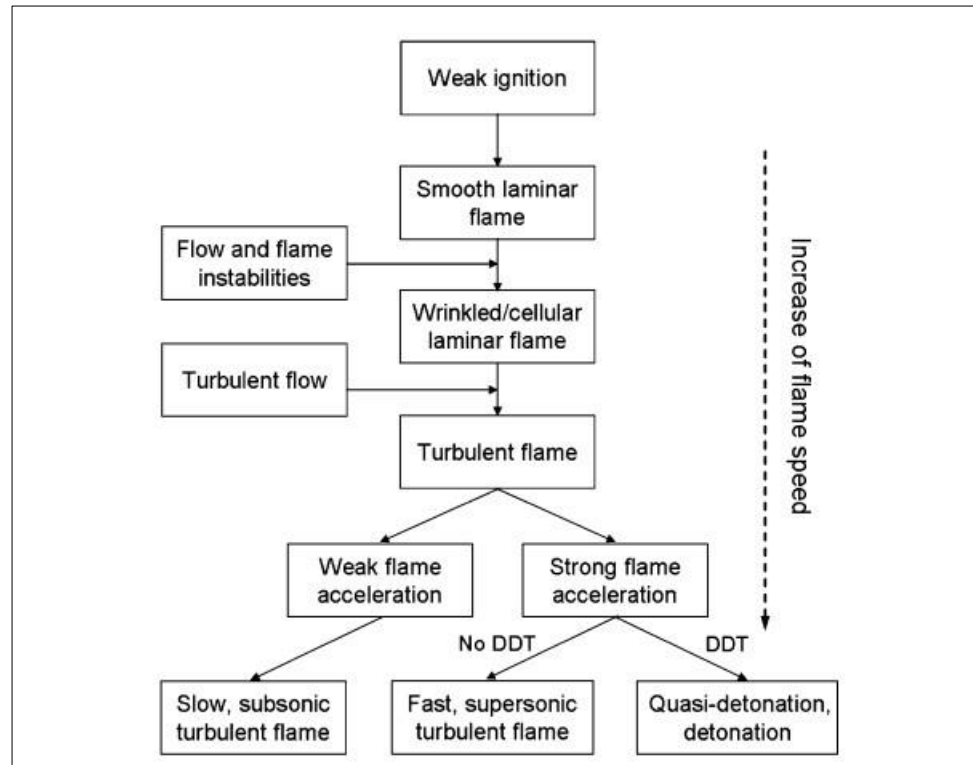 Weak ignition
Smooth laminar
flame
Flow and flame
instabilities
Wrinkled/cellular
laminar flame
Turbulent flow
Turbulent flame
Increase of flame speed
Weak flame
acceleration
Strong flame
acceleration
No DDT
DDT
Slow, subsonic
turbulent flame
Fast, supersonic
turbulent flame
Quasi-detonation,
detonation